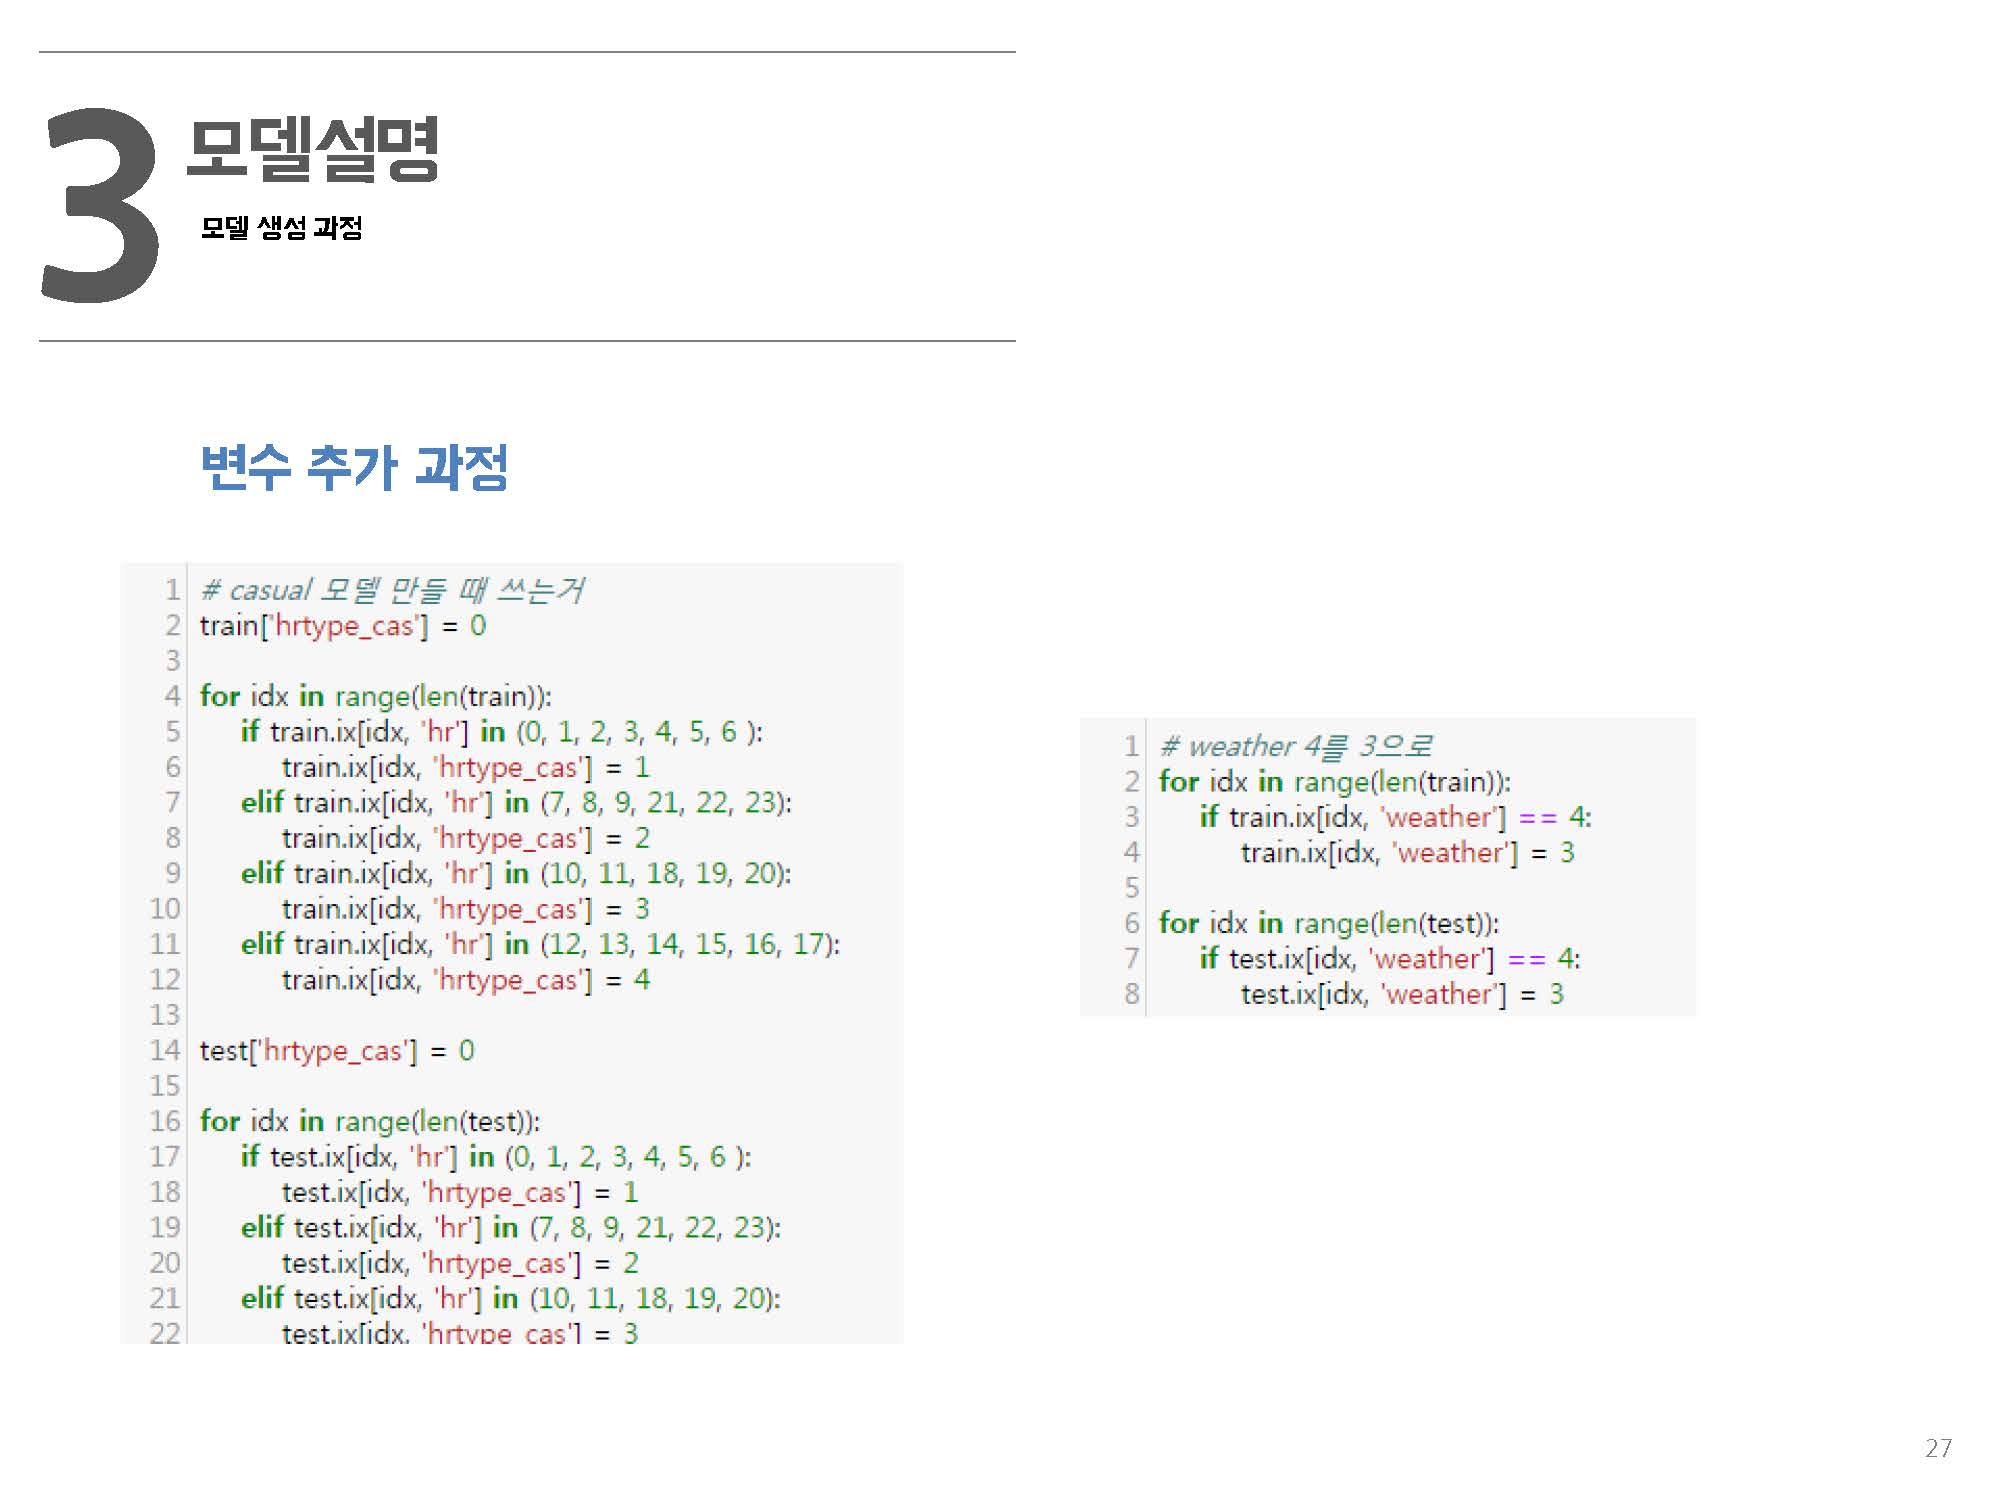 3
모델설명
모델 생성 과정
변수 추가 과정
1 # casual 모델 만들 때 쓰는거
2 train['hrtype_cas'] = 0
3
4 for idx in range(len(train)):
5 if train.ix[idx, 'hr'] in (0, 1, 2, 3, 4, 5, 6 ):
6 train.ix[idx, 'hrtype_cas'] = 1
7 elif train.ix[idx, 'hr'] in (7, 8, 9, 21, 22, 23):
8 train.ix[idx, 'hrtype_cas'] = 2
9 elif train.ix[idx, 'hr'] in (10, 11, 18, 19, 20):
10 train.ix[idx, 'hrtype_cas'] = 3
11 elif train.ix[idx, 'hr'] in (12, 13, 14, 15, 16, 17):
12 train.ix[idx, 'hrtype_cas'] = 4
13
14 test['hrtype_cas'] = 0
15
16 for idx in range(len(test)):
17 if test.ix[idx, 'hr'] in (0, 1, 2, 3, 4, 5, 6 ):
18 test.ix[idx, 'hrtype_cas'] = 1
19 elif test.ix[idx, 'hr'] in (7, 8, 9, 21, 22, 23):
20 test.ix[idx, 'hrtype_cas'] = 2
21 elif test.ix[idx, 'hr'] in (10, 11, 18, 19, 20):
22 test.ix[idx, 'hrtype_cas'] = 3
1 # weather 4를 3으로
2 for idx in range(len(train)):
3 if train.ix[idx, 'weather'] == 4:
4 train.ix[idx, 'weather'] = 3
5
6 for idx in range(len(test)):
7 if test.ix[idx, 'weather'] == 4:
8 test.ix[idx, 'weather'] = 3
27